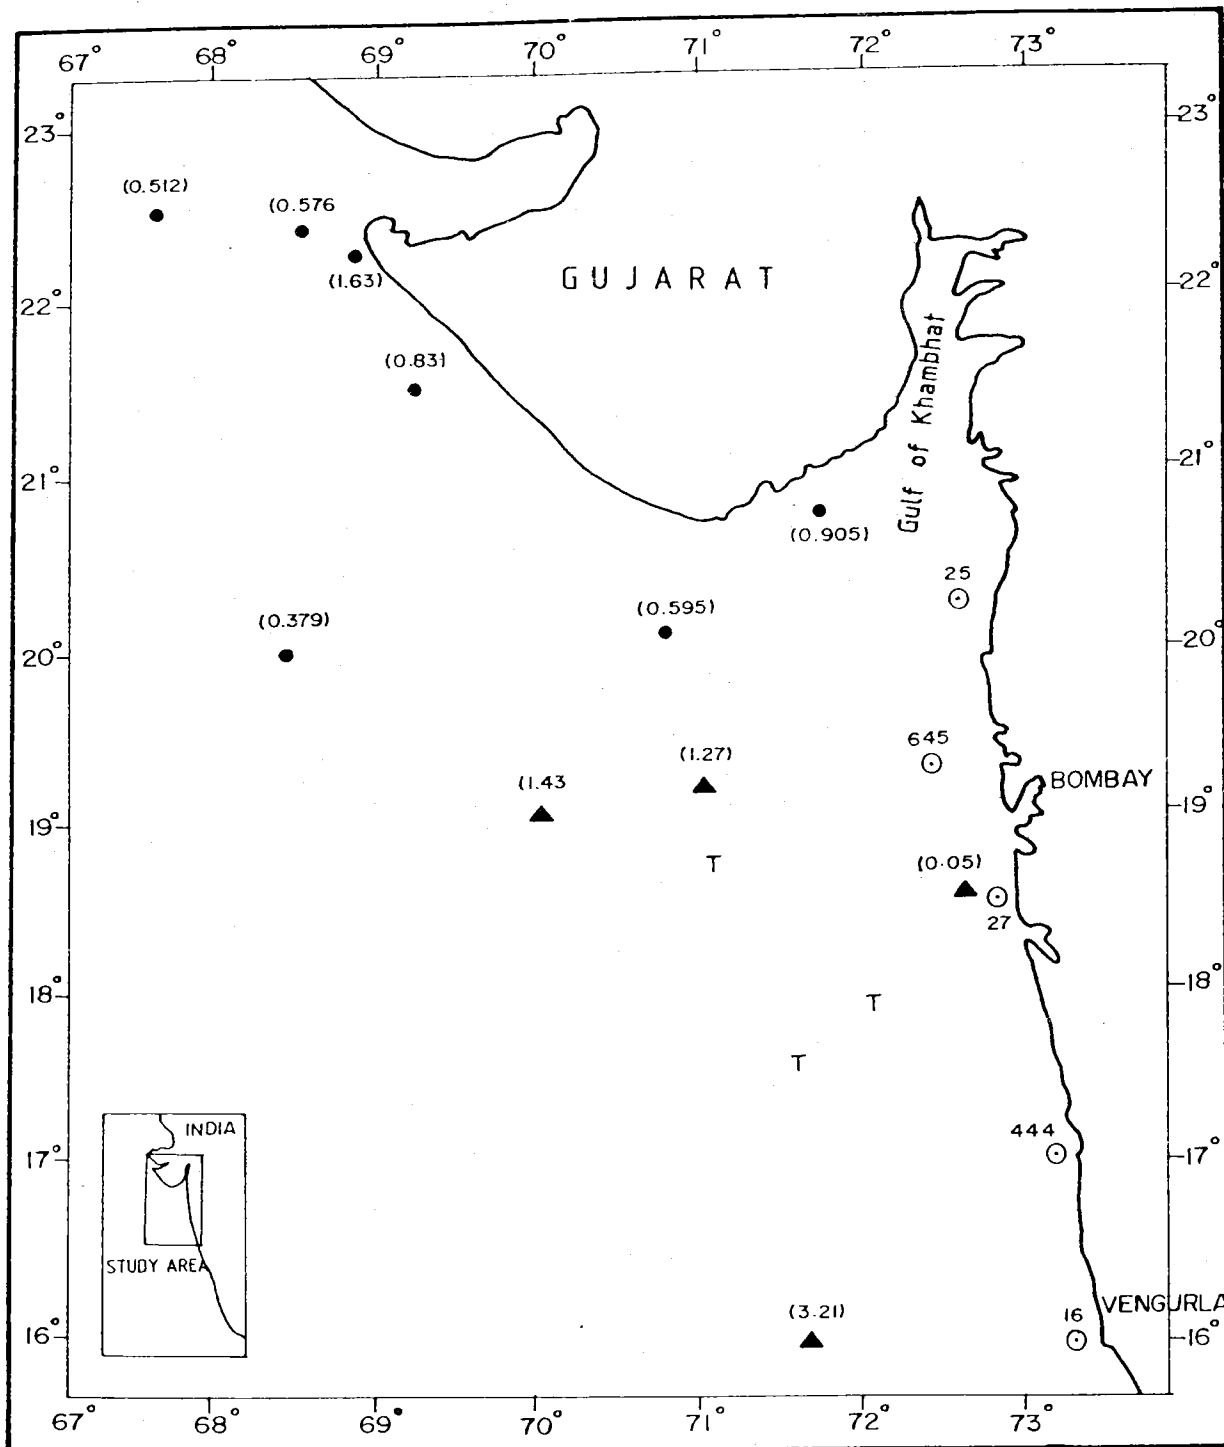 67° 68° 69° 70° 71° 72° 73°
23° 23°
(0.512)
(0.576
(1.63)
GUJARAT
22° 22°
Gulf of Khambhat
(0.83)
21° 21°
(0.905)
25
(0.379)
(0.595)
20° 20°
645
(1.27)
(1.43
BOMBAY
19° 19°
T
(0.05)
27
18° 18°
T
T
444
INDIA
17° 17°
STUDY AREA
(3.21)
16
VENGURLA
16° 16°
67° 68° 69° 70° 71° 72° 73°